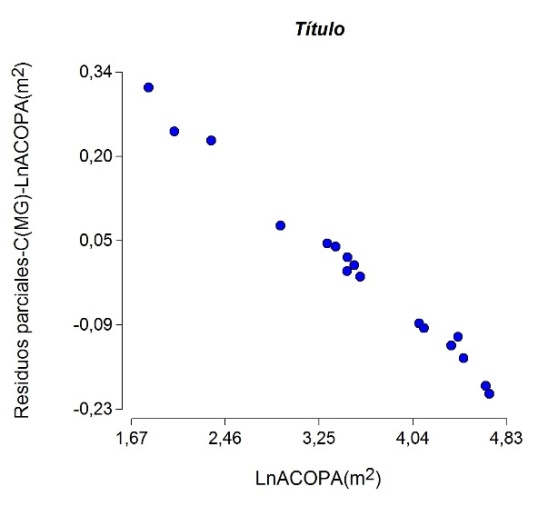 Título
Residuos parciales-C(MG)-LnACOPA(m2)
0,34
0,20
0,05
-0,09
-0,23
1,67 2,46 3,25 4,04 4,83
LnACOPA(m2)